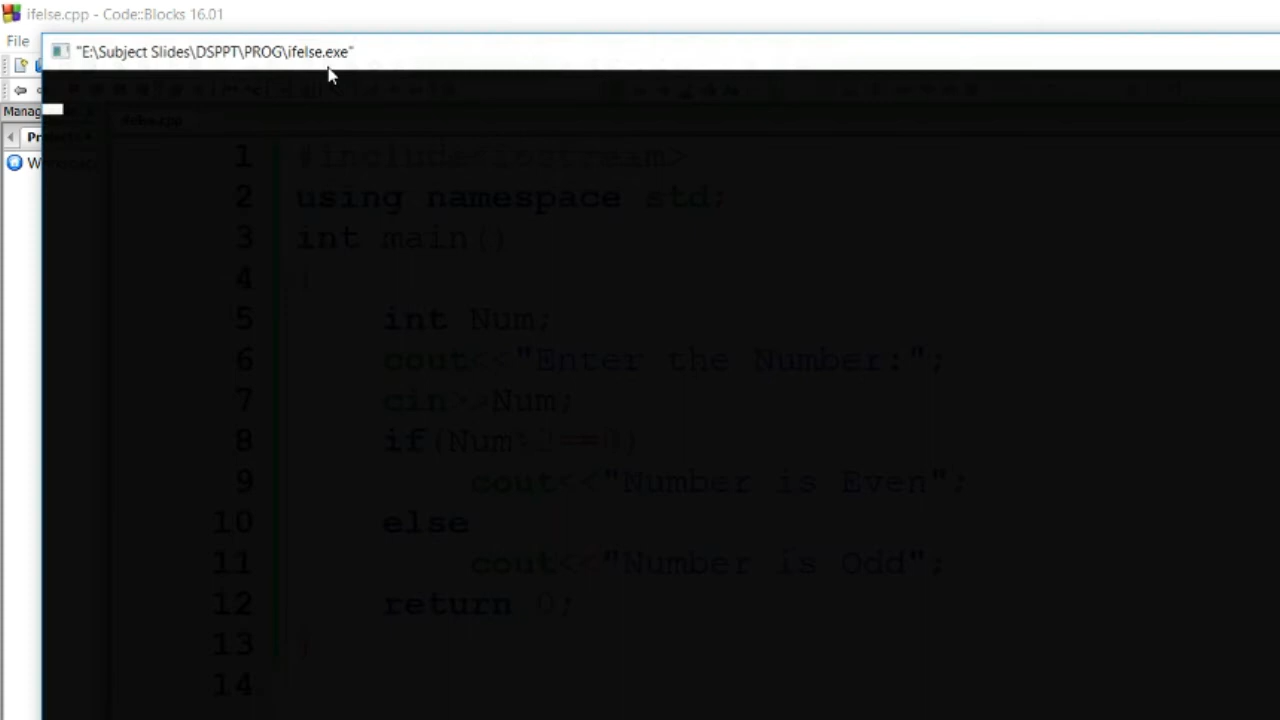 ifelse.cpp - Code::Blocks 16.01
File
"E:\Subject Slides\DSPPT\PROG\ifelse.exe"
Manag
ifelse.cpp
1 #include<iostream>
2 using namespace std;
3 int main()
4 {
5 int Num;
6 cout<<"Enter the Number:";
7 cin>>Num;
8 if(Num%2==0)
9 cout<<"Number is Even";
10 else
11 cout<<"Number is Odd";
12 return 0;
13 }
14